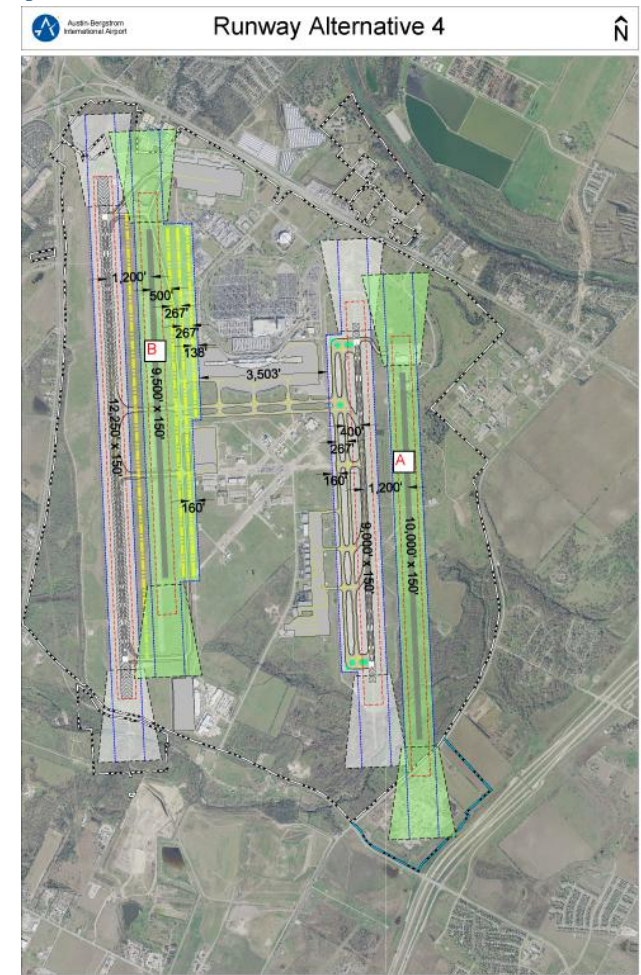 Austin-Bergstrom
International Airport
Runway Alternative 4
N
1,200'
500'
267'
267'
138'
B
9,500' x 150'
12,250' x 150'
3,503'
400'
267'
A
160'
1,200'
160'
9,000' x 150'
10,000' x 150'